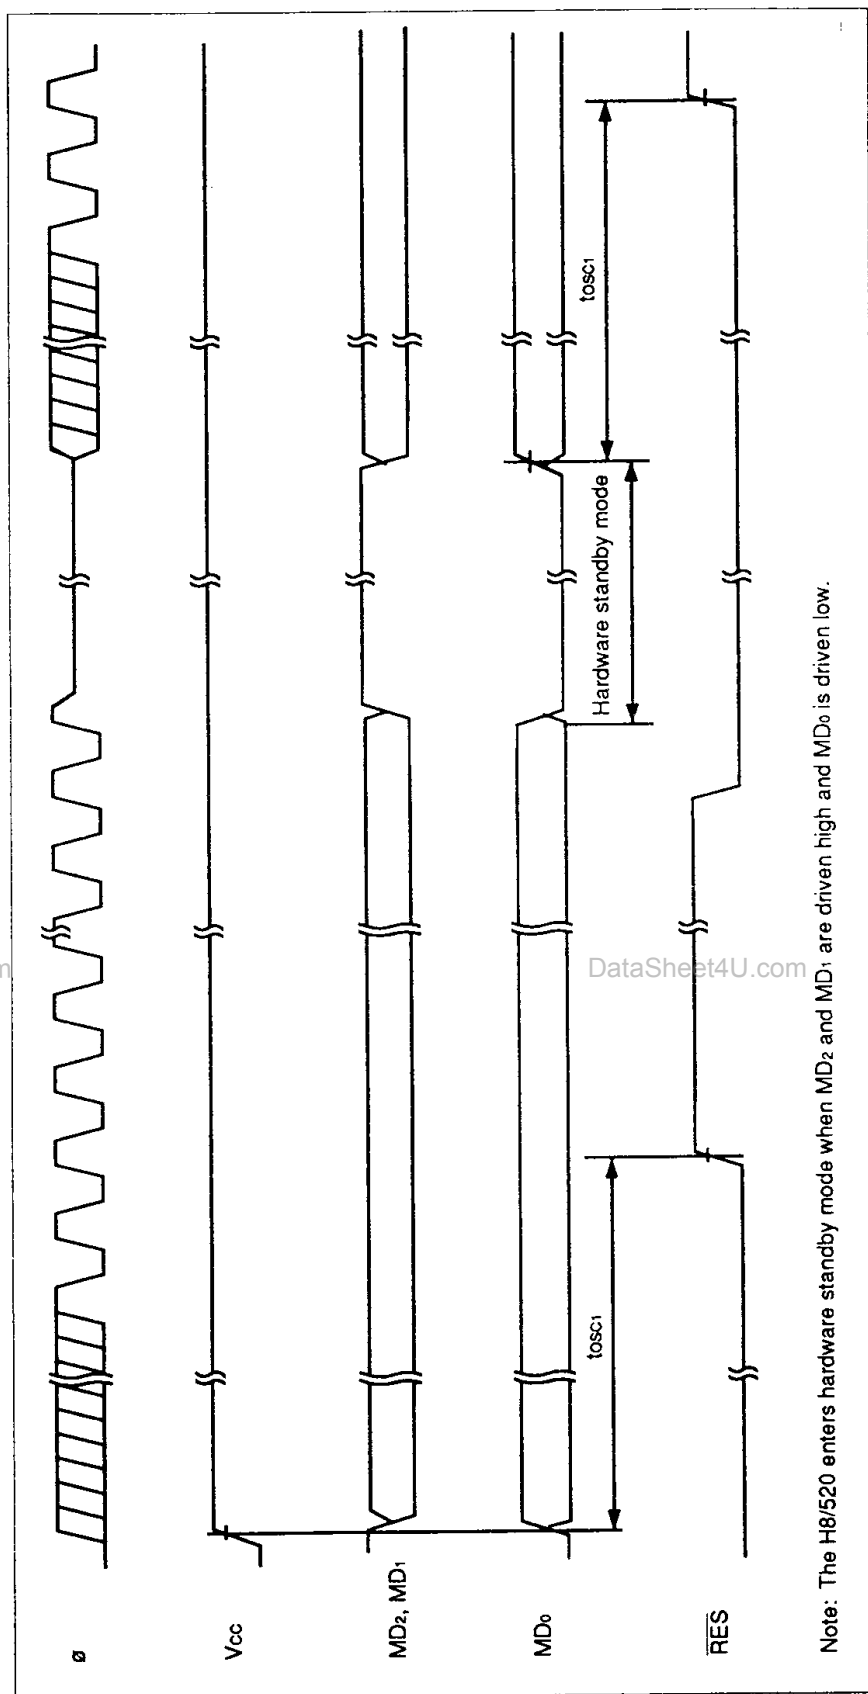 ø
Vcc
MD₂, MD₁
MD₀
RES
tosc1
tosc1
Hardware standby mode
Note: The H8/520 enters hardware standby mode when MD₂ and MD₁ are driven high and MD₀ is driven low.
DataSheet4U.com
m